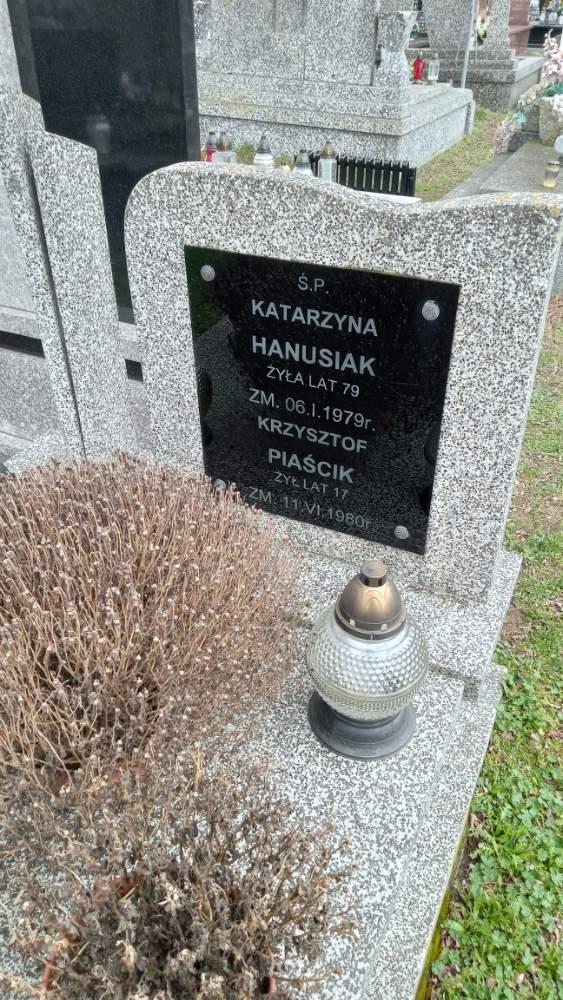 Ś.P.
KATARZYNA
HANUSIAK
ŻYŁA LAT 79
ZM. 06.I.1979r.
KRZYSZTOF
PIAŚCIK
ŻYŁ LAT 17
ZM. 11.VI.1980r